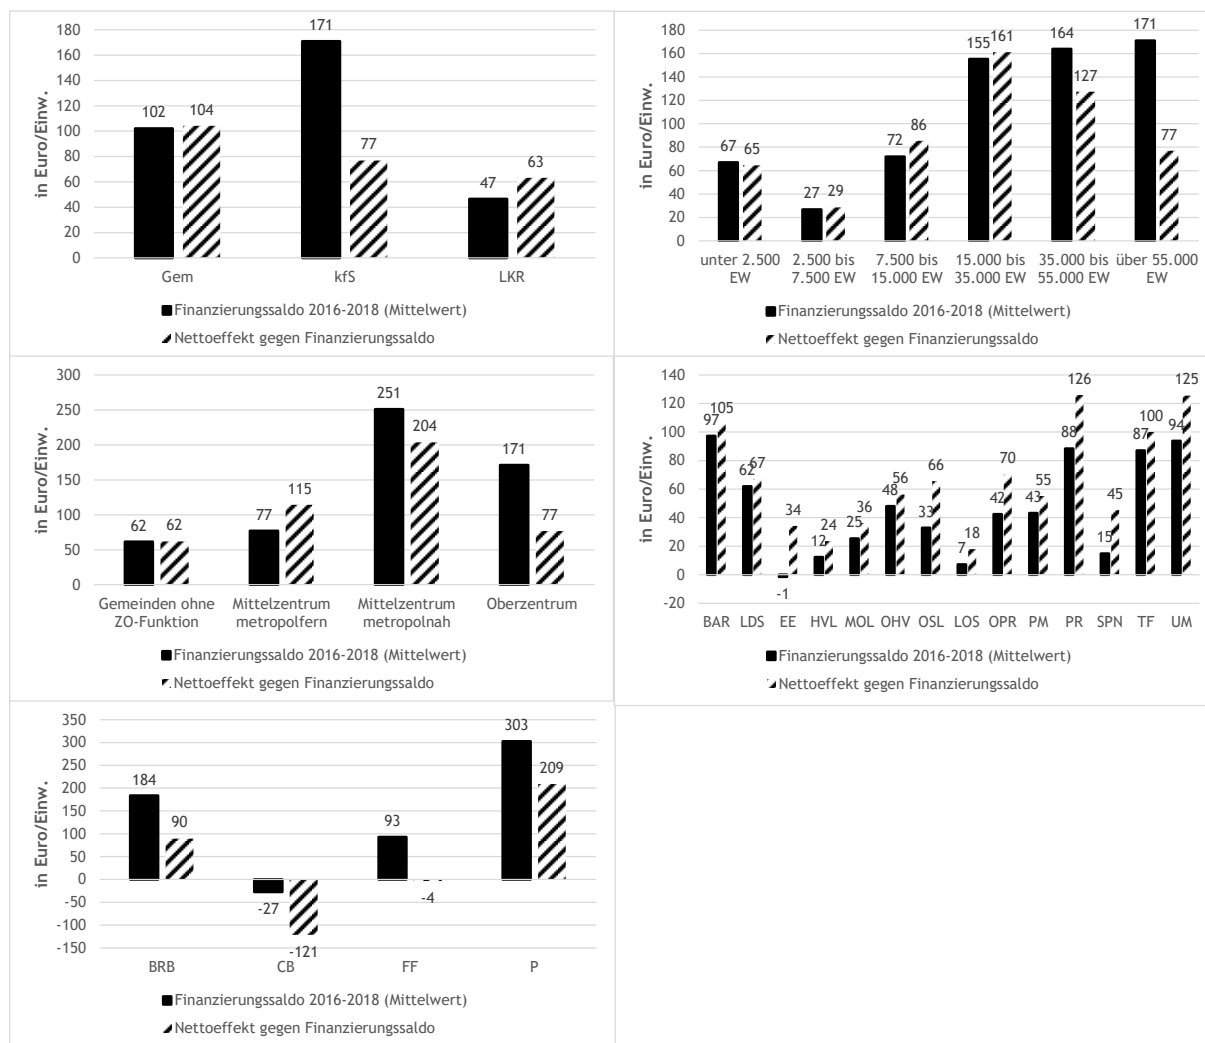 in Euro/Einw.
180
160
140
120
100
80
60
40
20
0
102
104
171
77
47
63
Gem
kfS
LKR
Finanzierungssaldo 2016-2018 (Mittelwert)
Nettoeffekt gegen Finanzierungssaldo
in Euro/Einw.
180
160
140
120
100
80
60
40
20
0
67
65
27
29
72
86
155
161
164
127
171
77
unter 2.500
EW
2.500 bis
7.500 EW
7.500 bis
15.000 EW
15.000 bis
35.000 EW
35.000 bis
55.000 EW
über 55.000
EW
Finanzierungssaldo 2016-2018 (Mittelwert)
Nettoeffekt gegen Finanzierungssaldo
in Euro/Einw.
300
250
200
150
100
50
0
62
62
77
115
251
204
171
77
Gemeinden ohne
ZO-Funktion
Mittelzentrum
metropolfern
Mittelzentrum
metropolnah
Oberzentrum
Finanzierungssaldo 2016-2018 (Mittelwert)
Nettoeffekt gegen Finanzierungssaldo
in Euro/Einw.
140
120
100
80
60
40
20
0
-20
97
105
62
67
-1
34
12
24
25
36
48
56
33
66
7
18
42
70
43
55
88
126
15
45
87
100
94
125
BAR
LDS
EE
HVL
MOL
OHV
OSL
LOS
OPR
PM
PR
SPN
TF
UM
Finanzierungssaldo 2016-2018 (Mittelwert)
Nettoeffekt gegen Finanzierungssaldo
in Euro/Einw.
350
300
250
200
150
100
50
0
-50
-100
-150
184
90
-27
-121
93
-4
303
209
BRB
CB
FF
P
Finanzierungssaldo 2016-2018 (Mittelwert)
Nettoeffekt gegen Finanzierungssaldo